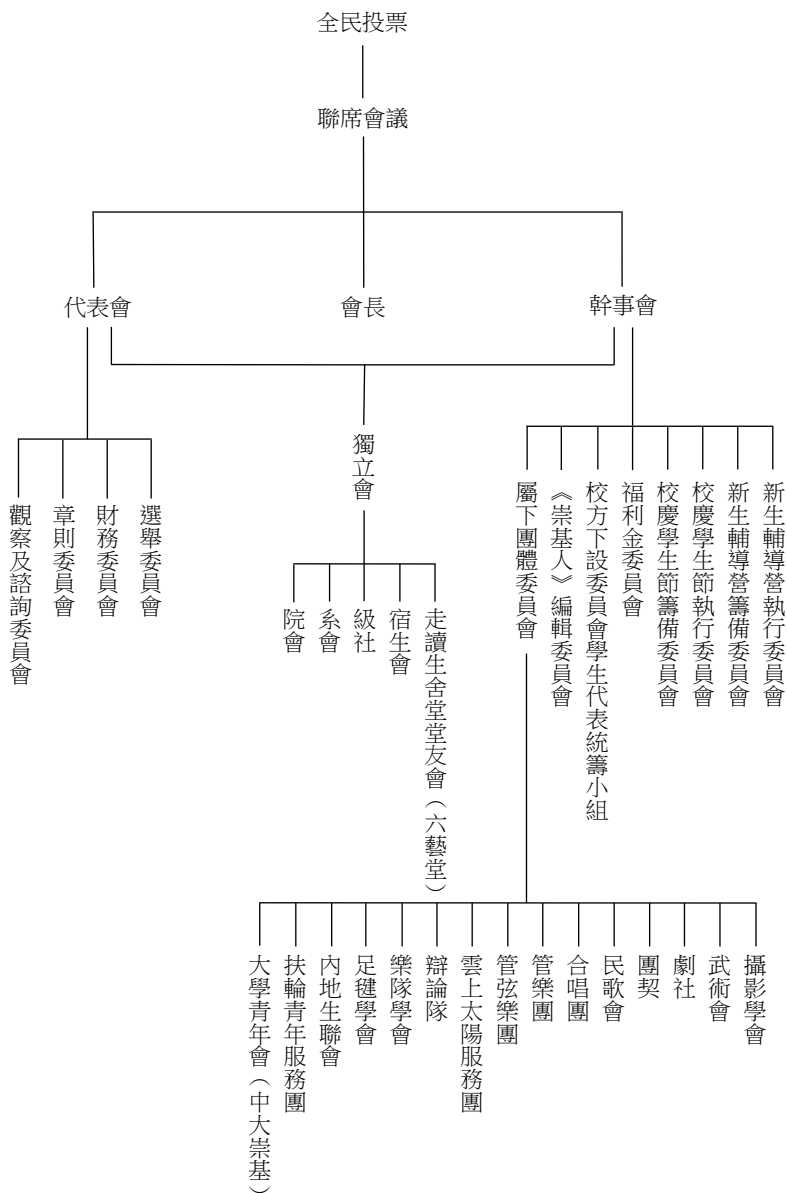 全民投票
聯席會議
代表會
會長
幹事會
獨立會
觀察及諮詢委員會
章則委員會
財務委員會
選舉委員會
院會
系會
級社
宿生會
走讀生舍堂堂友會（六藝堂）
屬下團體委員會
《崇基人》編輯委員會
校方下設委員會學生代表統籌小組
福利金委員會
校慶學生節籌備委員會
校慶學生節執行委員會
新生輔導營籌備委員會
新生輔導營執行委員會
大學青年會（中大崇基）
扶輪青年服務團
內地生聯會
足毽學會
樂隊學會
辯論隊
雲上太陽服務團
管弦樂團
管樂團
合唱團
民歌會
團契
劇社
武術會
攝影學會